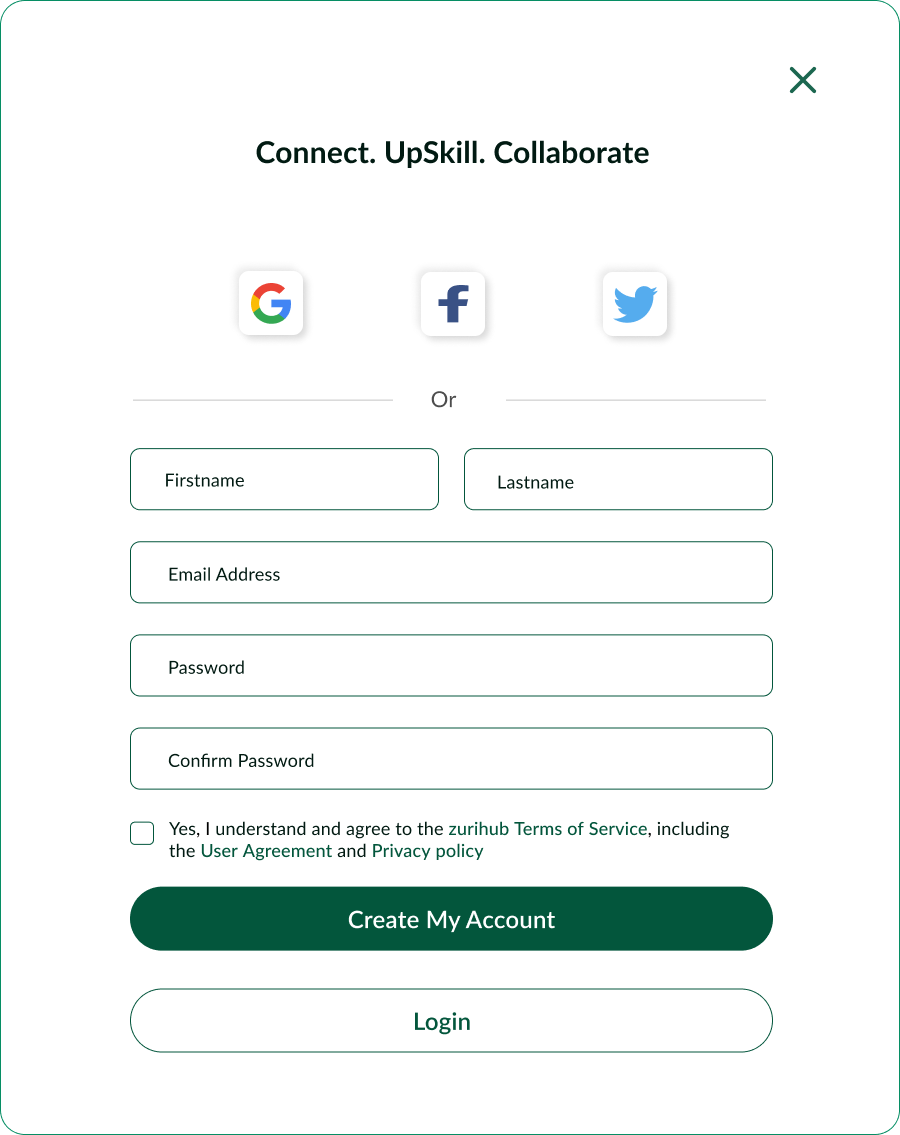 Connect. UpSkill. Collaborate
Or
Firstname
Lastname
Email Address
Password
Confirm Password
Yes, I understand and agree to the zurihub Terms of Service, including
the User Agreement and Privacy policy
Create My Account
Login